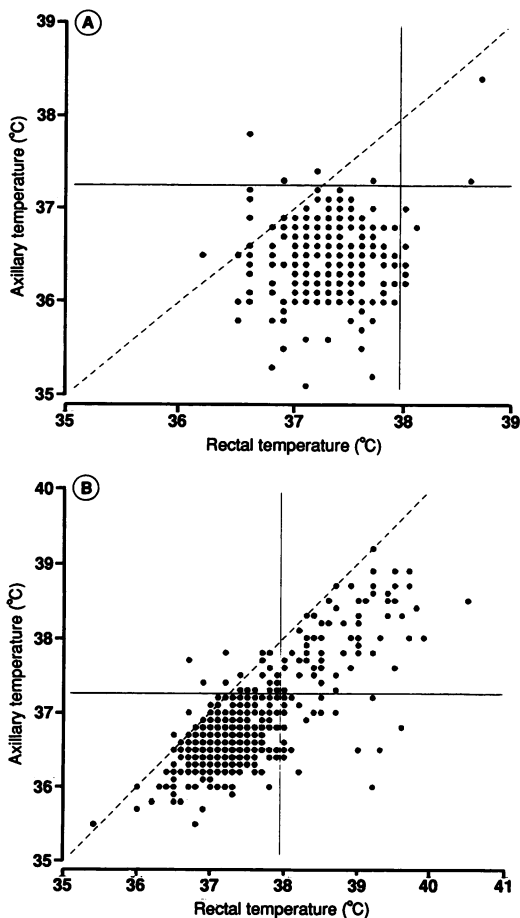 A
39
38
37
36
35
Axillary temperature (°C)
35 36 37 38 39
Rectal temperature (°C)
B
40
39
38
37
36
35
Axillary temperature (°C)
35 36 37 38 39 40 41
Rectal temperature (°C)